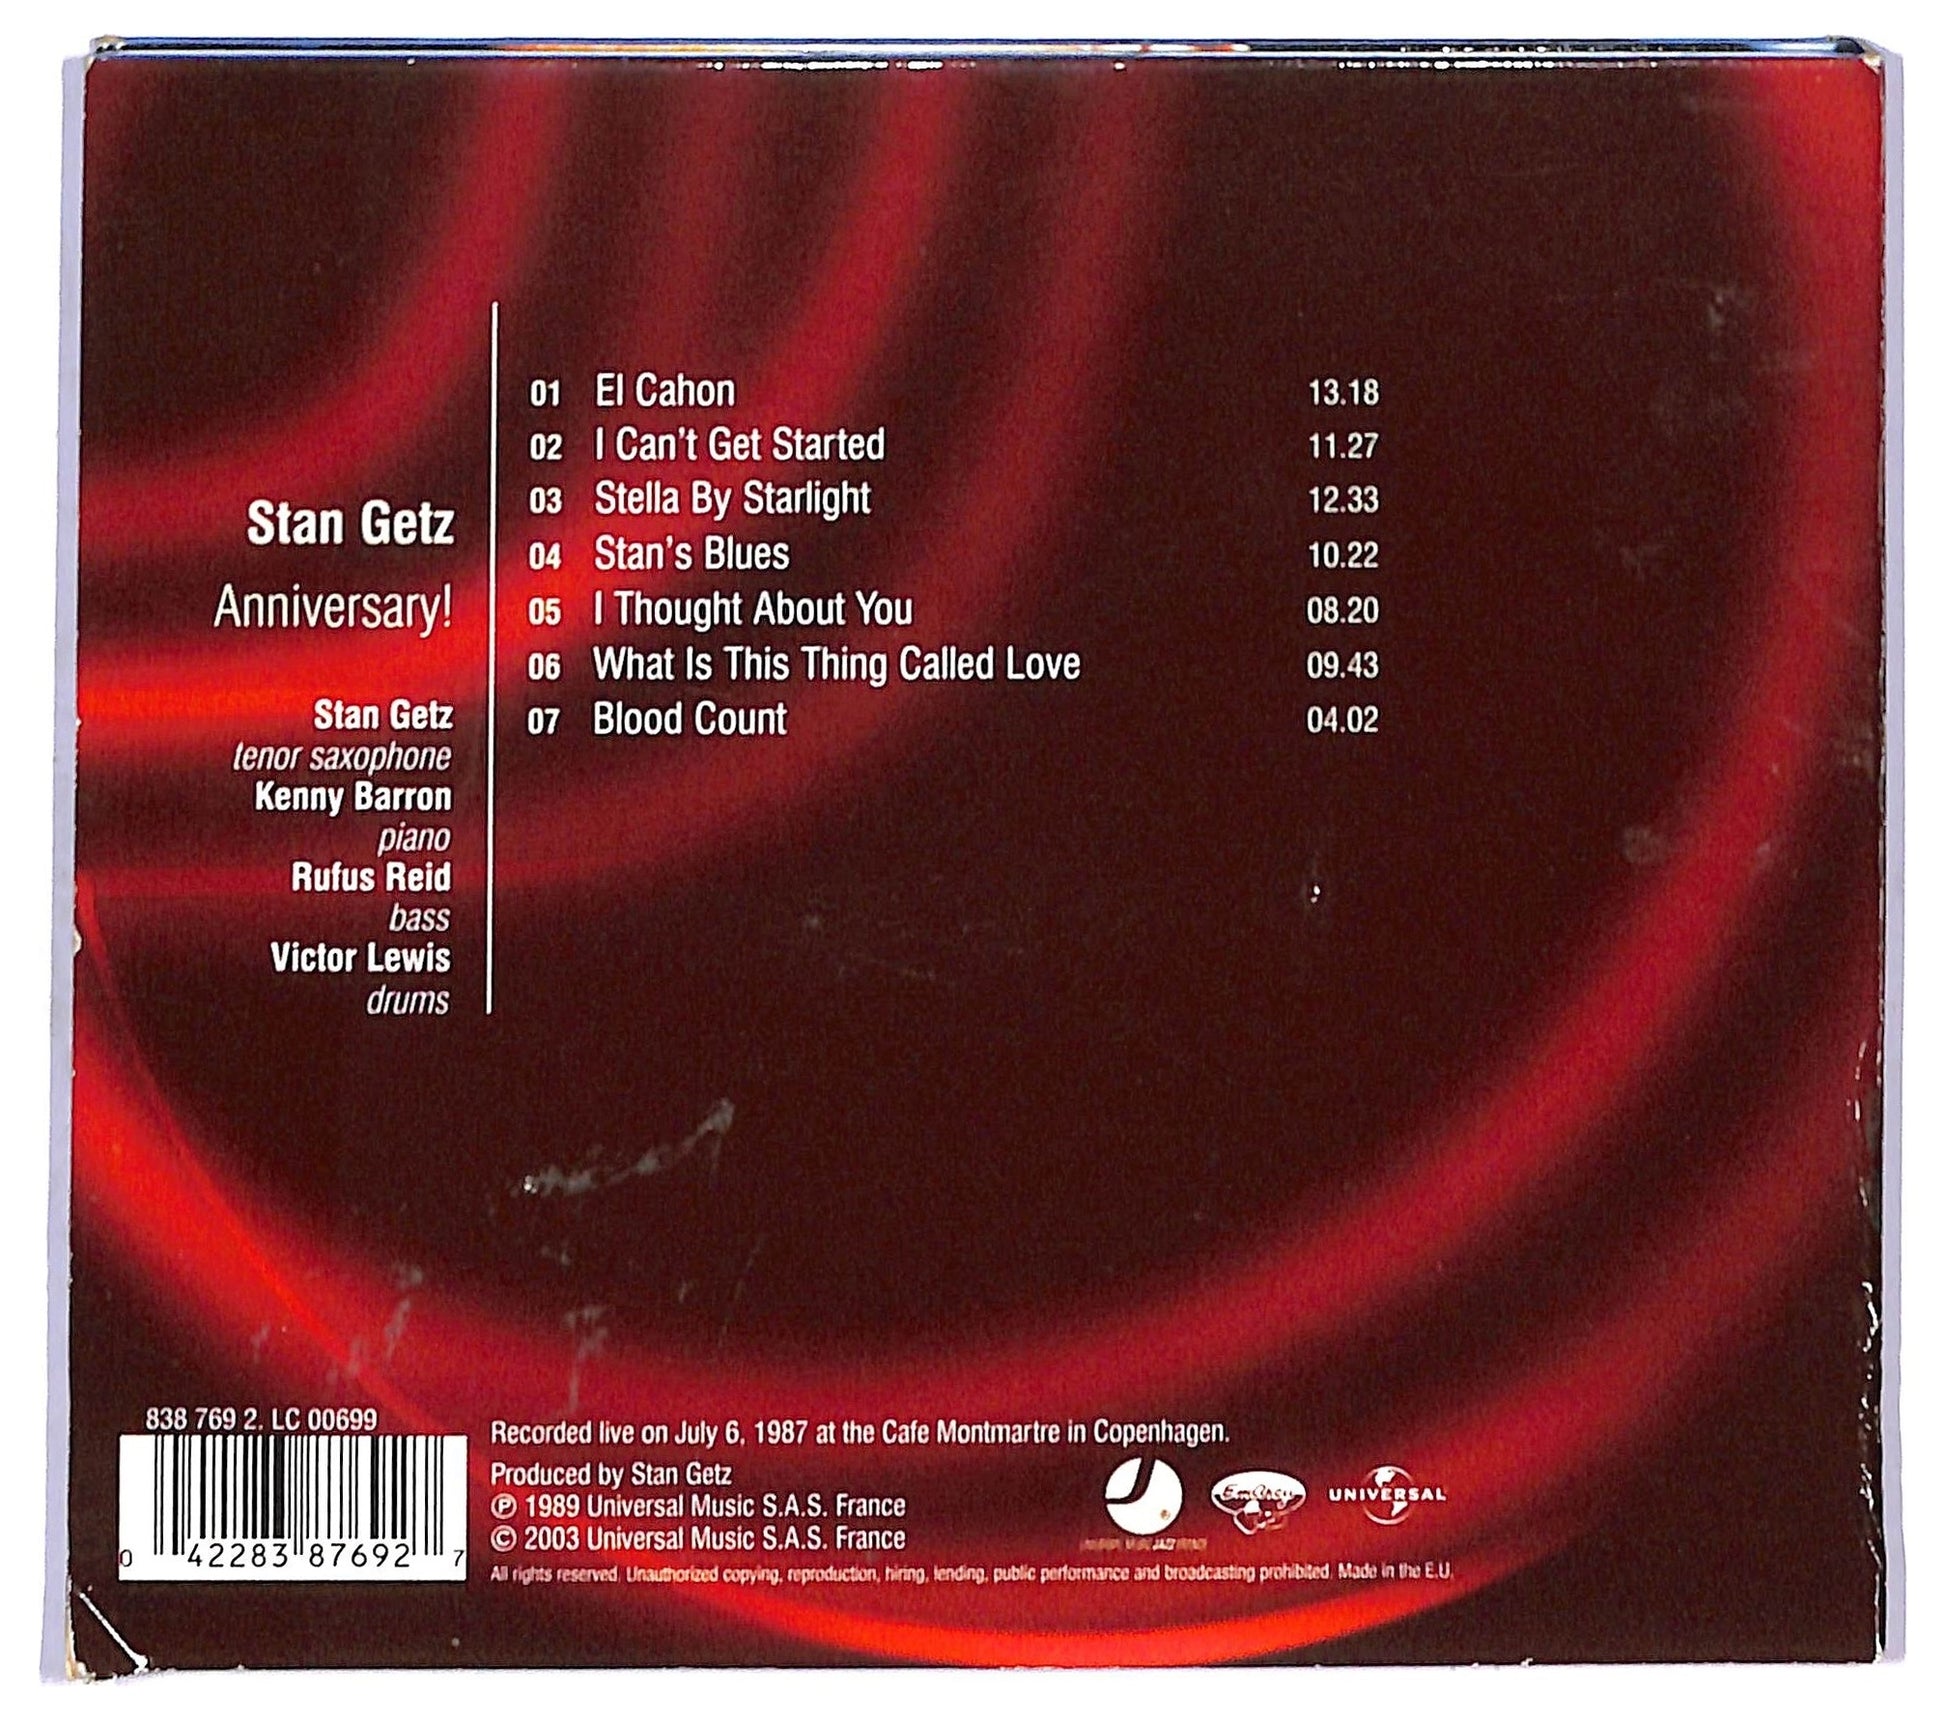 Stan Getz
Anniversary!
Stan Getz
tenor saxophone
Kenny Barron
piano
Rufus Reid
bass
Victor Lewis
drums
01 El Cahon 13.18
02 I Can't Get Started 11.27
03 Stella By Starlight 12.33
04 Stan's Blues 10.22
05 I Thought About You 08.20
06 What Is This Thing Called Love 09.43
07 Blood Count 04.02
838 769 2. LC 00699
0 42283 87692 7
Recorded live on July 6, 1987 at the Cafe Montmartre in Copenhagen.
Produced by Stan Getz
℗ 1989 Universal Music S.A.S. France
© 2003 Universal Music S.A.S. France
EmArcy
UNIVERSAL
JAZZ
All rights reserved. Unauthorized copying, reproduction, hiring, lending, public performance and broadcasting prohibited. Made in the E.U.